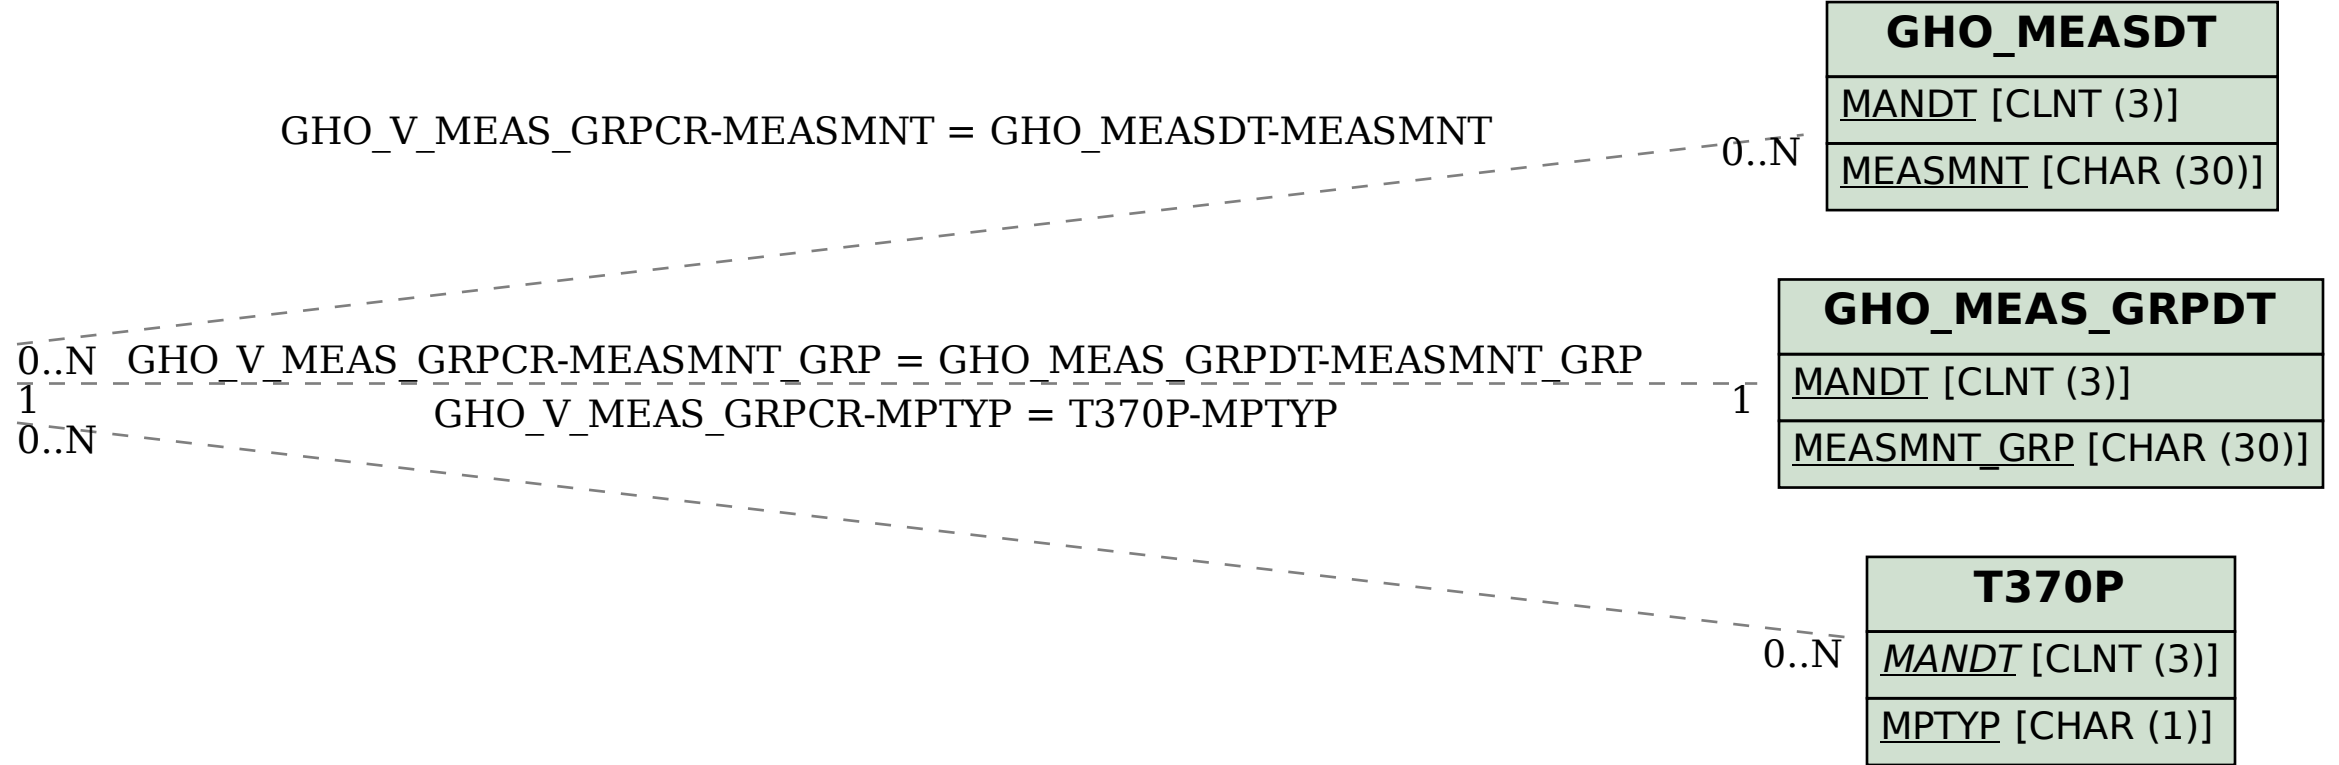 GHO_MEASDT
MANDT [CLNT (3)]
MEASMNT [CHAR (30)]
GHO_V_MEAS_GRPCR-MEASMNT = GHO_MEASDT-MEASMNT
0..N
0..N
GHO_V_MEAS_GRPCR-MEASMNT_GRP = GHO_MEAS_GRPDT-MEASMNT_GRP
1
1
GHO_MEAS_GRPDT
MANDT [CLNT (3)]
MEASMNT_GRP [CHAR (30)]
GHO_V_MEAS_GRPCR-MPTYP = T370P-MPTYP
0..N
0..N
T370P
MANDT [CLNT (3)]
MPTYP [CHAR (1)]